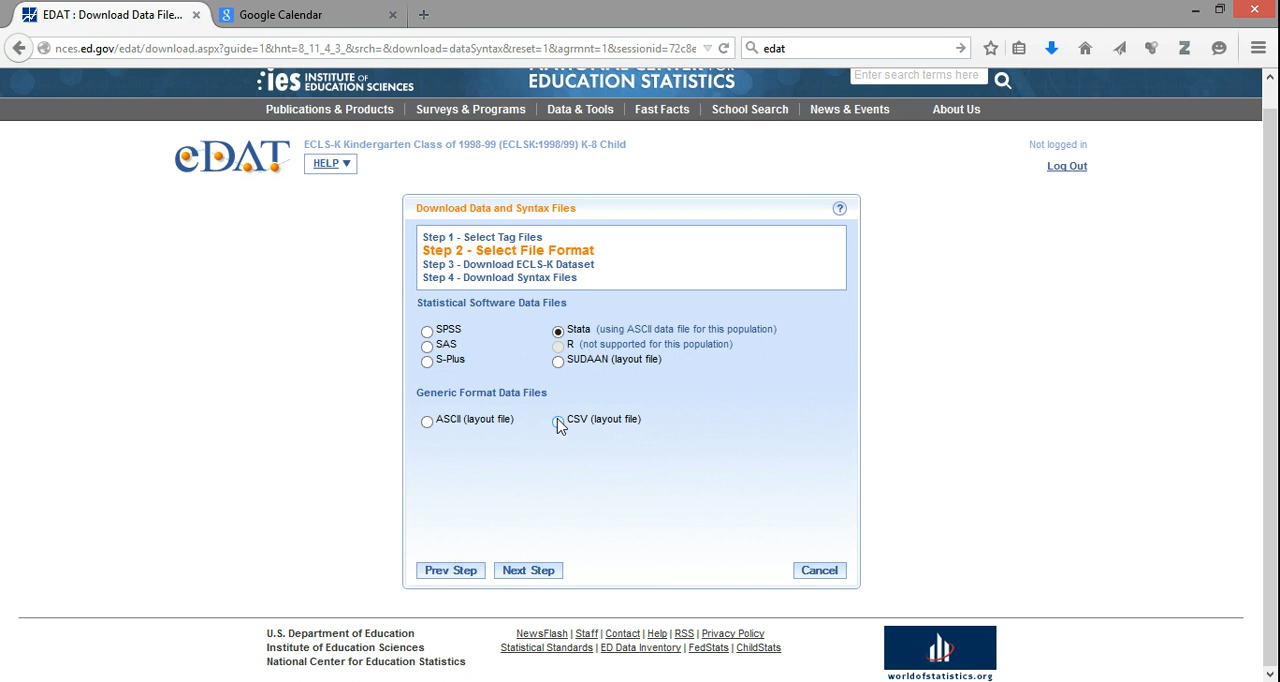 EDAT : Download Data File...
Google Calendar
nces.ed.gov/edat/download.aspx?guide=1&hnt=8_11_4_3_&srch=&download=dataSyntax&reset=1&agrmnt=1&sessionid=72c8e
edat
ies INSTITUTE OF EDUCATION SCIENCES
EDUCATION STATISTICS
Enter search terms here
Publications & Products
Surveys & Programs
Data & Tools
Fast Facts
School Search
News & Events
About Us
eDAT
ECLS-K Kindergarten Class of 1998-99 (ECLSK:1998/99) K-8 Child
HELP
Not logged in
Log Out
Download Data and Syntax Files
?
Step 1 - Select Tag Files
Step 2 - Select File Format
Step 3 - Download ECLS-K Dataset
Step 4 - Download Syntax Files
Statistical Software Data Files
SPSS
Stata (using ASCII data file for this population)
SAS
R (not supported for this population)
S-Plus
SUDAAN (layout file)
Generic Format Data Files
ASCII (layout file)
CSV (layout file)
Prev Step
Next Step
Cancel
U.S. Department of Education
Institute of Education Sciences
National Center for Education Statistics
NewsFlash | Staff | Contact | Help | RSS | Privacy Policy
Statistical Standards | ED Data Inventory | FedStats | ChildStats
worldofstatistics.org